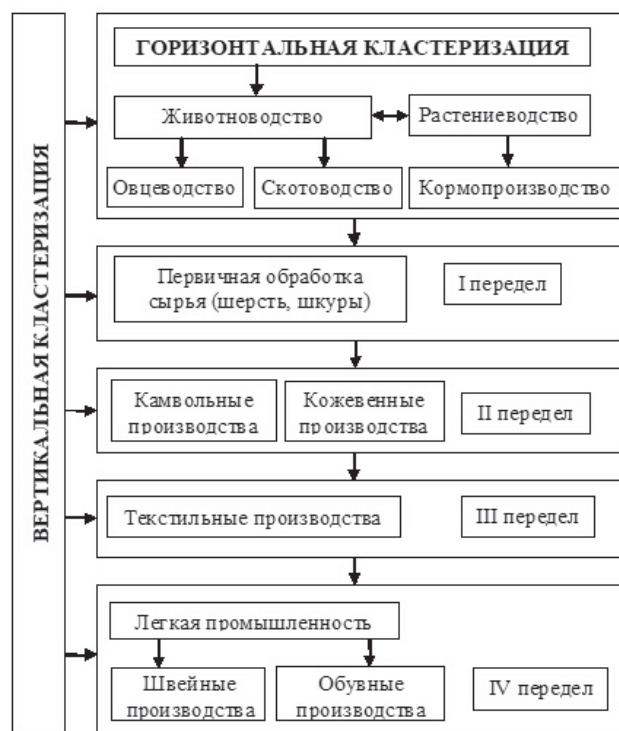 ВЕРТИКАЛЬНАЯ КЛАСТЕРИЗАЦИЯ
ГОРИЗОНТАЛЬНАЯ КЛАСТЕРИЗАЦИЯ
Животноводство
Растениеводство
Овцеводство
Скотоводство
Кормопроизводство
Первичная обработка
сырья (шерсть, шкуры)
I передел
Камвольные
производства
Кожевенные
производства
II передел
Текстильные производства
III передел
Легкая промышленность
Швейные
производства
Обувные
производства
IV передел